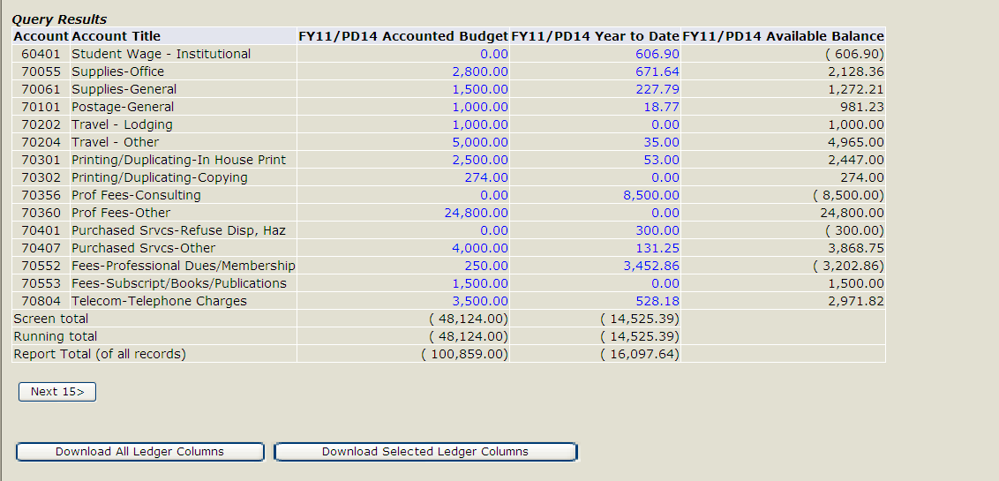 Query Results
Account Account Title FY11/PD14 Accounted Budget FY11/PD14 Year to Date FY11/PD14 Available Balance
60401 Student Wage - Institutional 0.00 606.90 ( 606.90)
70055 Supplies-Office 2,800.00 671.64 2,128.36
70061 Supplies-General 1,500.00 227.79 1,272.21
70101 Postage-General 1,000.00 18.77 981.23
70202 Travel - Lodging 1,000.00 0.00 1,000.00
70204 Travel - Other 5,000.00 35.00 4,965.00
70301 Printing/Duplicating-In House Print 2,500.00 53.00 2,447.00
70302 Printing/Duplicating-Copying 274.00 0.00 274.00
70356 Prof Fees-Consulting 0.00 8,500.00 ( 8,500.00)
70360 Prof Fees-Other 24,800.00 0.00 24,800.00
70401 Purchased Srvcs-Refuse Disp, Haz 0.00 300.00 ( 300.00)
70407 Purchased Srvcs-Other 4,000.00 131.25 3,868.75
70552 Fees-Professional Dues/Membership 250.00 3,452.86 ( 3,202.86)
70553 Fees-Subscript/Books/Publications 1,500.00 0.00 1,500.00
70804 Telecom-Telephone Charges 3,500.00 528.18 2,971.82
Screen total ( 48,124.00) ( 14,525.39)
Running total ( 48,124.00) ( 14,525.39)
Report Total (of all records) ( 100,859.00) ( 16,097.64)
Next 15>
Download All Ledger Columns Download Selected Ledger Columns